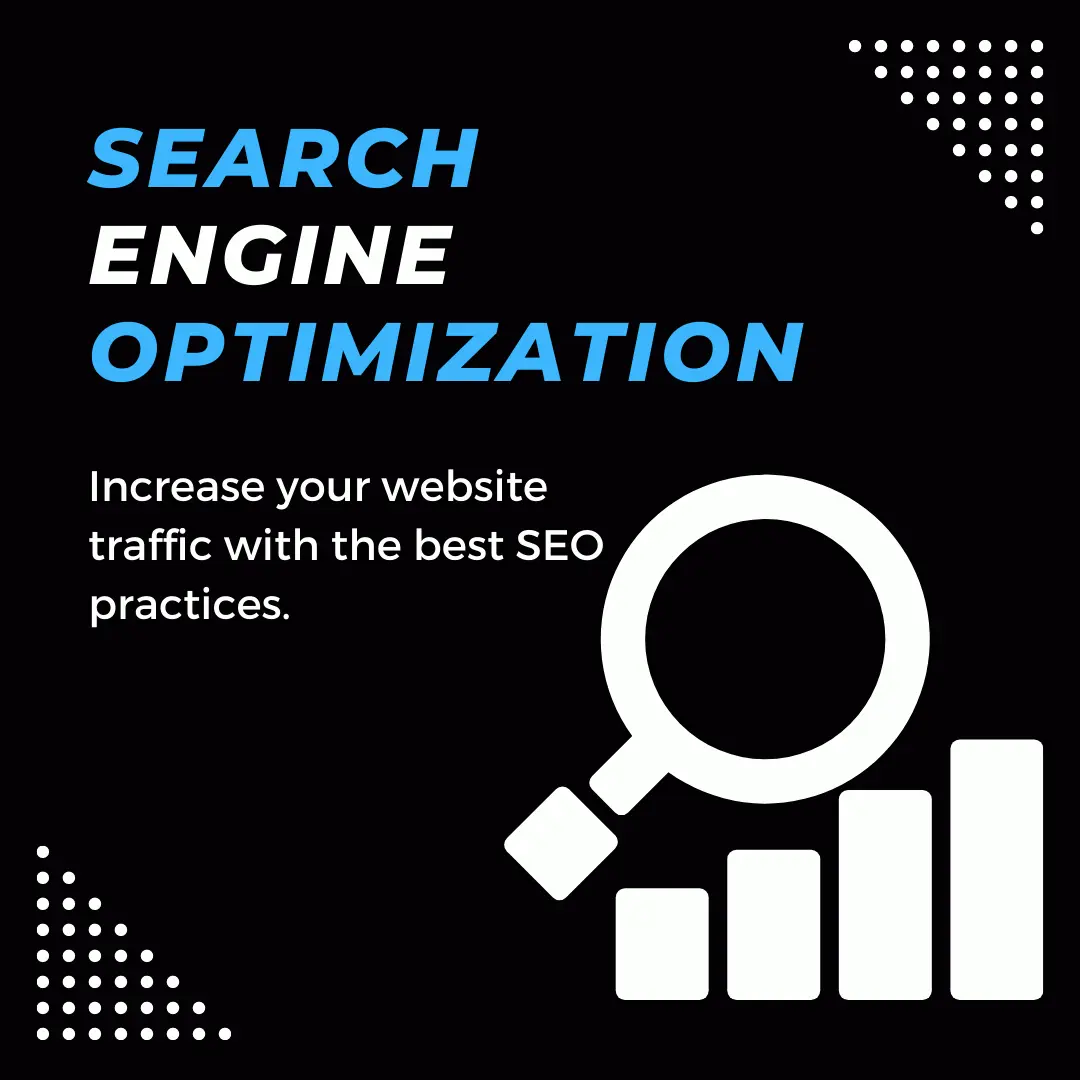 SEARCH
ENGINE
OPTIMIZATION
Increase your website
traffic with the best SEO
practices.